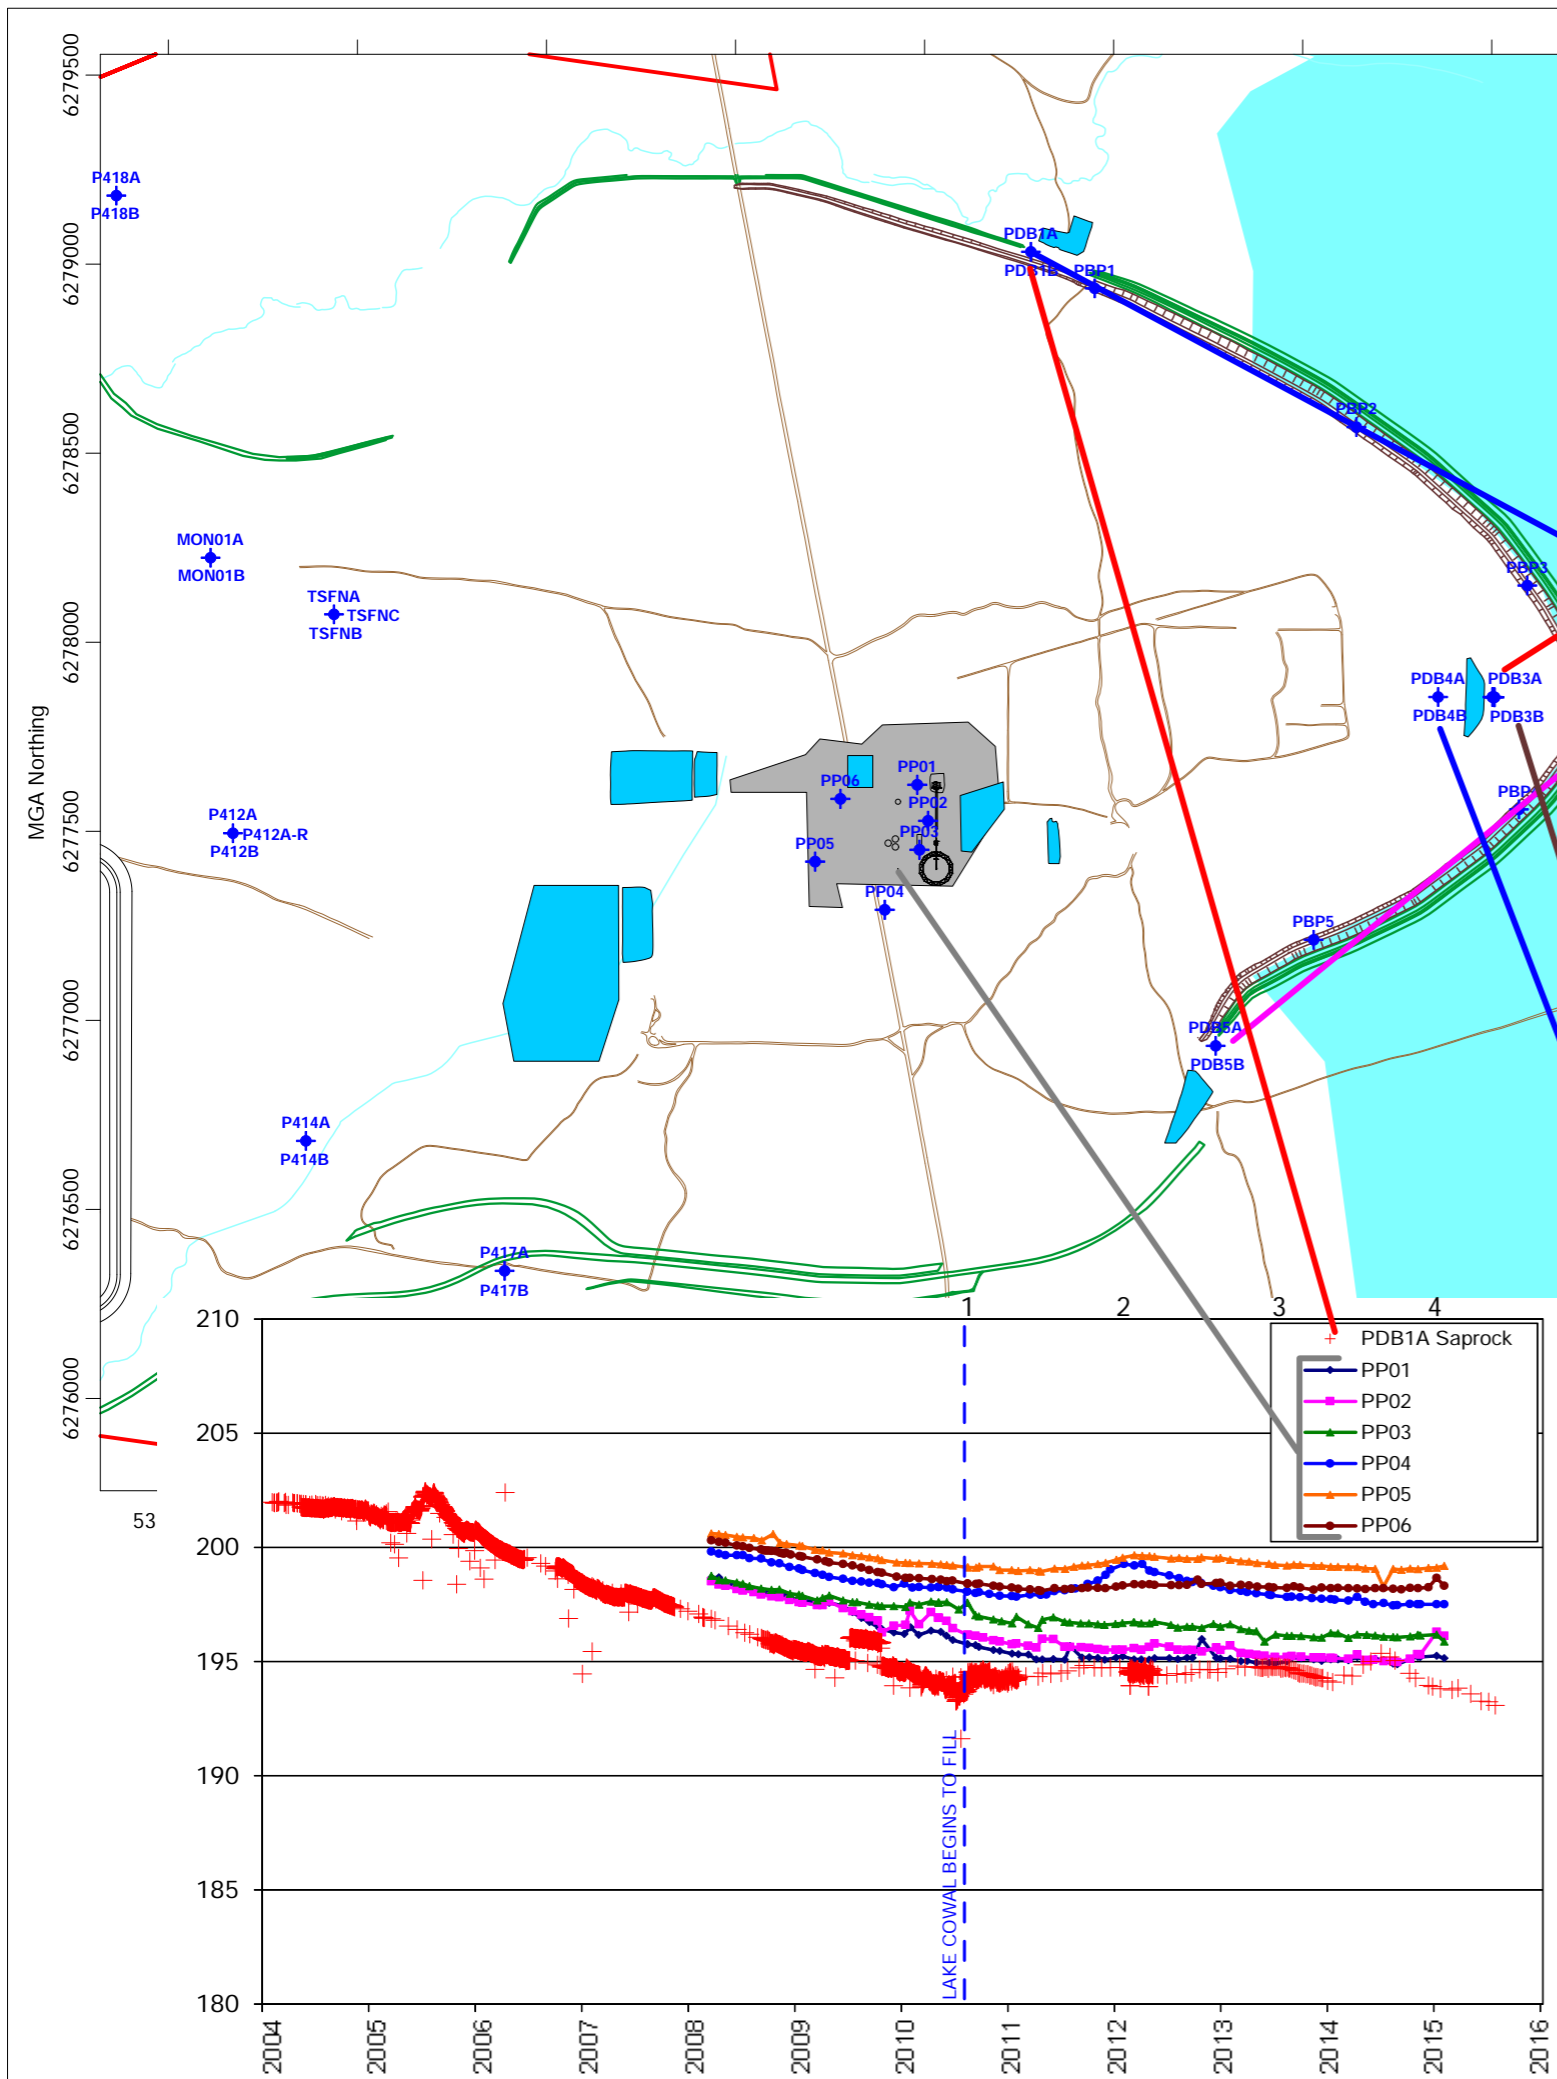 6279500
P418A
P418B
6279000
PDB1A
PDB1B
PBP1
6278500
PBP2
MON01A
MON01B
PBP3
TSFNA
TSFNC
TSFNB
6278000
PDB4A
PDB3A
PDB4B
PDB3B
MGA Northing
PP01
PP06
PP02
PBP
P412A
P412A-R
P412B
6277500
PP03
PP05
PP04
PBP5
6277000
PDB5A
PDB5B
P414A
P414B
6276500
P417A
P417B
1 2 3 4
210
PDB1A Saprock
PP01
6276000
PP02
205
PP03
PP04
PP05
53
PP06
200
195
190
LAKE COWAL BEGINS TO FILL
185
180
2004 2005 2006 2007 2008 2009 2010 2011 2012 2013 2014 2015 2016